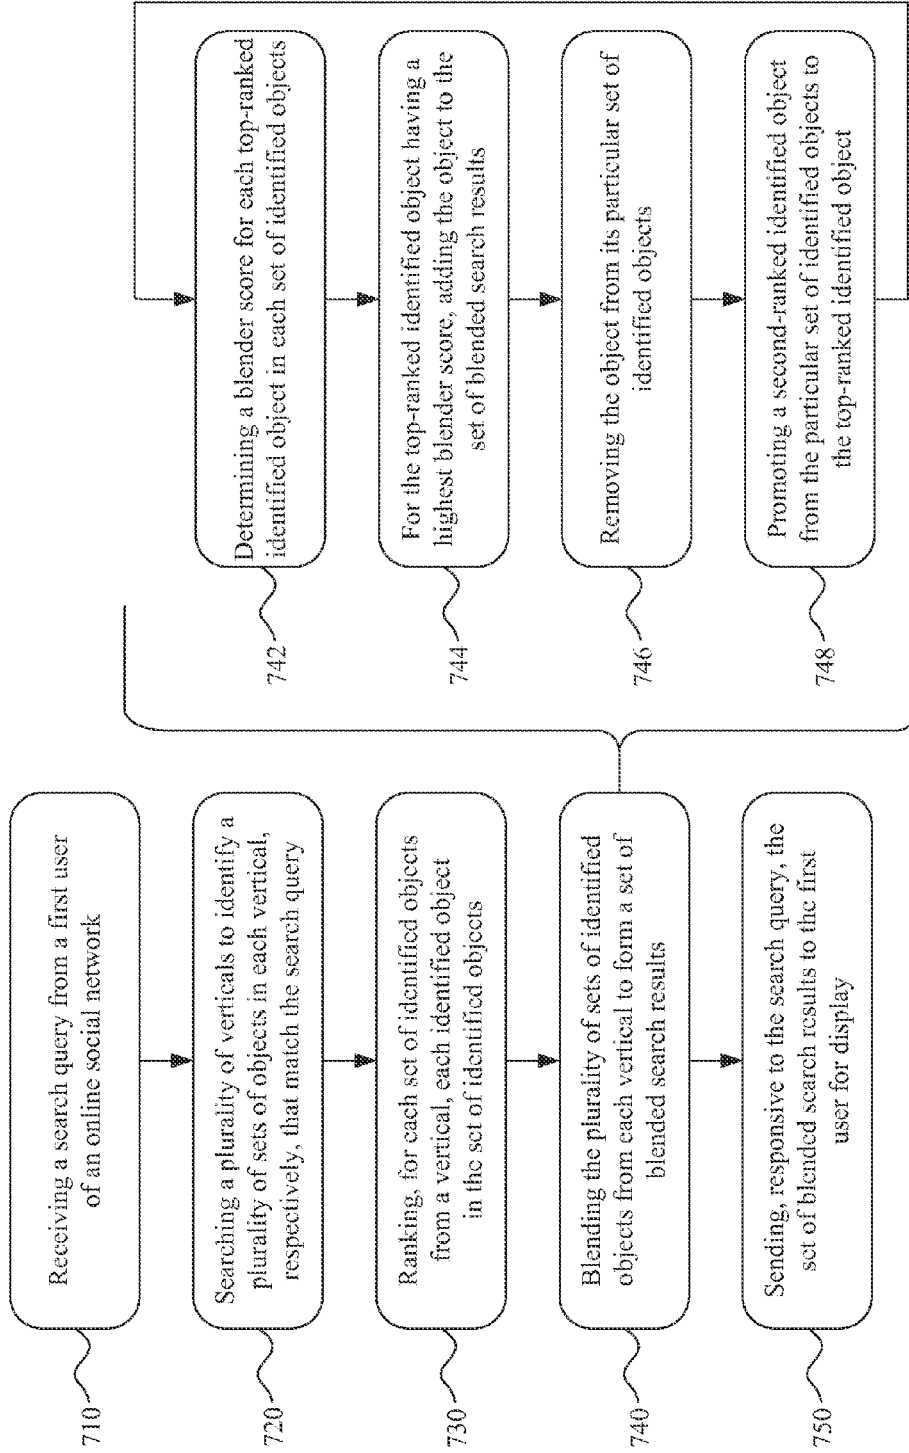 710
Receiving a search query from a first user
of an online social network
720
Searching a plurality of verticals to identify a
plurality of sets of objects in each vertical,
respectively, that match the search query
730
Ranking, for each set of identified objects
from a vertical, each identified object
in the set of identified objects
740
Blending the plurality of sets of identified
objects from each vertical to form a set of
blended search results
750
Sending, responsive to the search query, the
set of blended search results to the first
user for display
742
Determining a blender score for each top-ranked
identified object in each set of identified objects
744
For the top-ranked identified object having a
highest blender score, adding the object to the
set of blended search results
746
Removing the object from its particular set of
identified objects
748
Promoting a second-ranked identified object
from the particular set of identified objects to
the top-ranked identified object